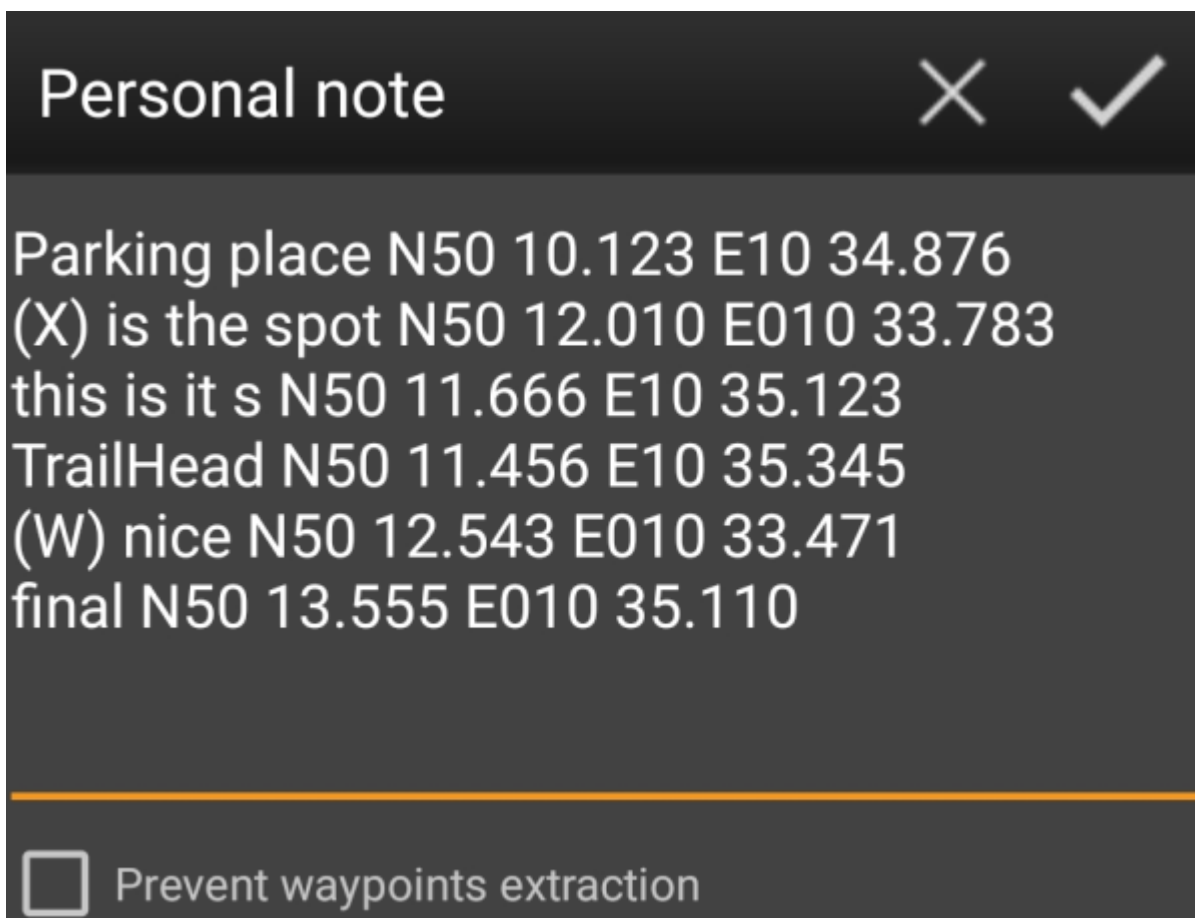 Personal note
Parking place N50 10.123 E10 34.876
(X) is the spot N50 12.010 E010 33.783
this is it s N50 11.666 E10 35.123
TrailHead N50 11.456 E10 35.345
(W) nice N50 12.543 E010 33.471
final N50 13.555 E010 35.110
Prevent waypoints extraction